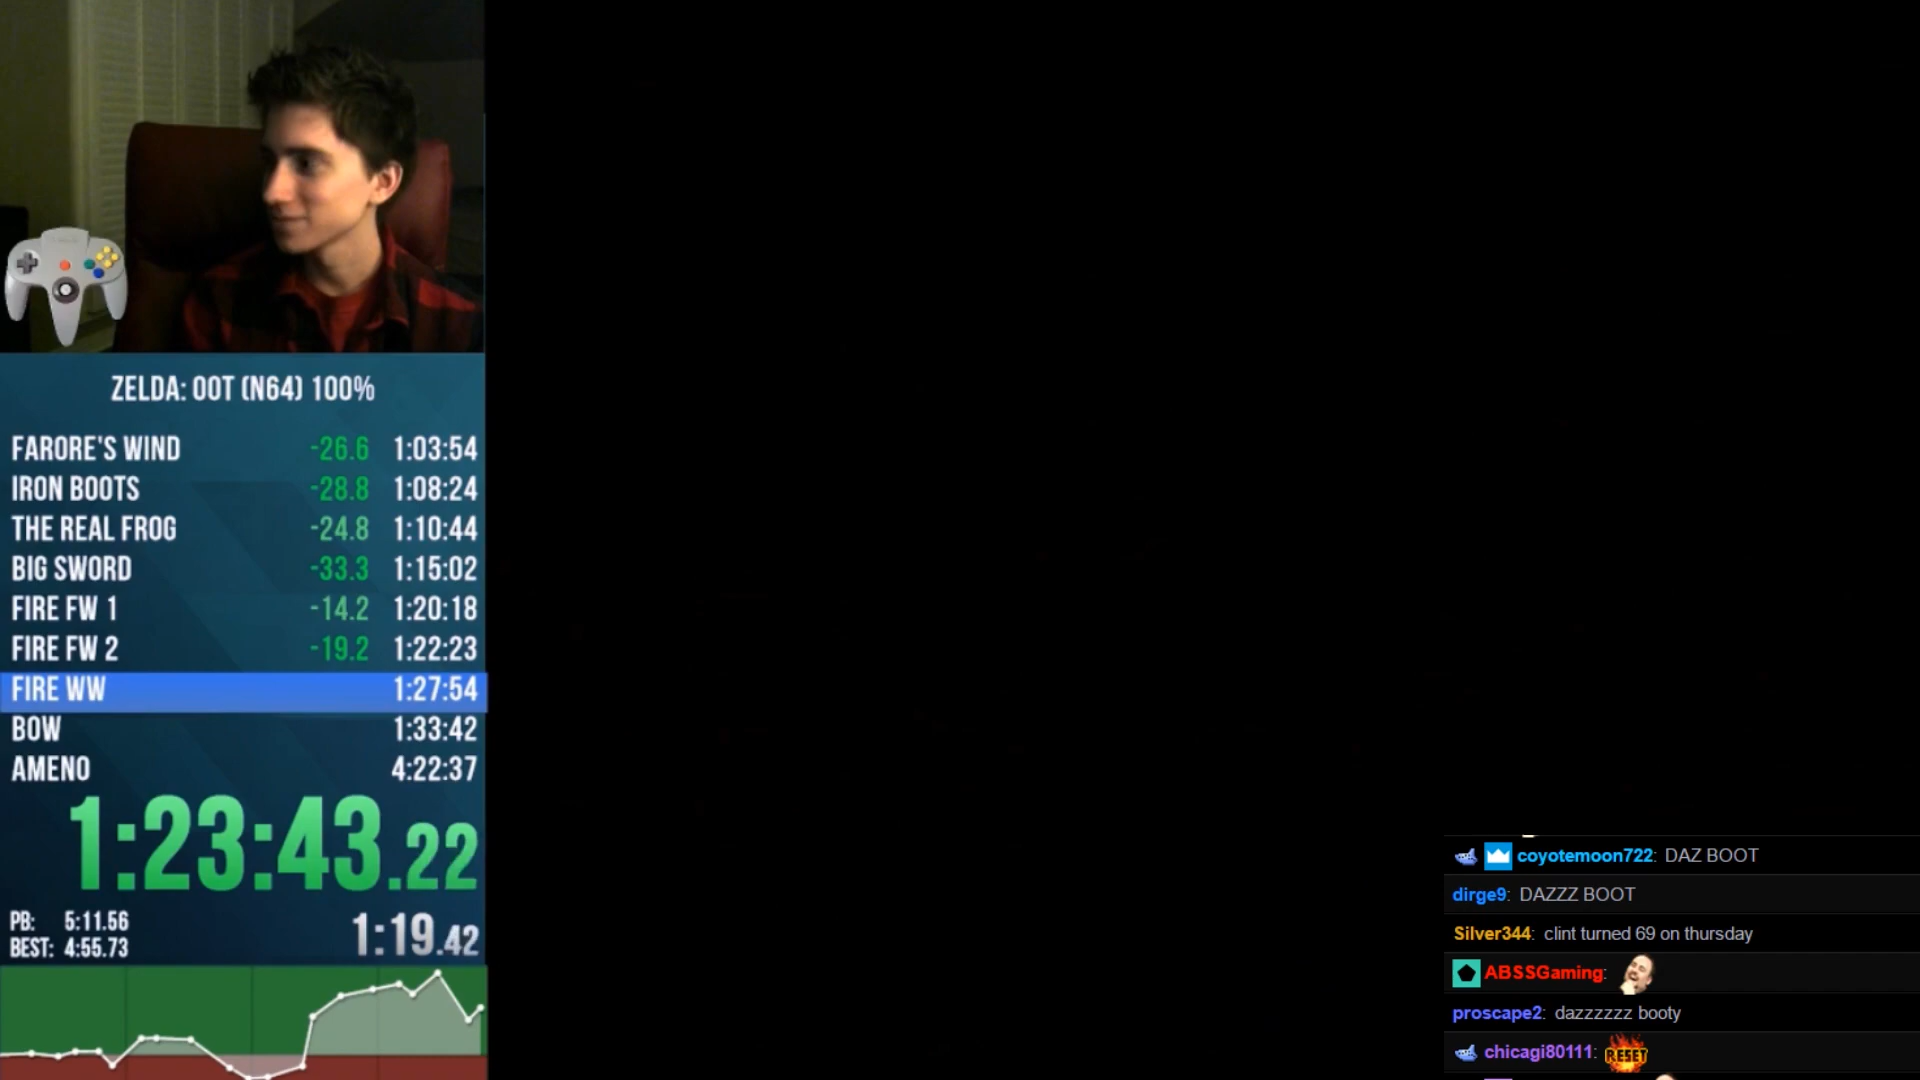 ZELDA: OOT (N64) 100%
FARORE'S WIND -26.6 1:03:54
IRON BOOTS -28.8 1:08:24
THE REAL FROG -24.8 1:10:44
BIG SWORD -33.3 1:15:02
FIRE FW 1 -14.2 1:20:18
FIRE FW 2 -19.2 1:22:23
FIRE WW 1:27:54
BOW 1:33:42
AMENO 4:22:37
1:23:43.22
PB: 5:11.56
BEST: 4:55.73
1:19.42
coyotemoon722: DAZ BOOT
dirge9: DAZZZ BOOT
Silver344: clint turned 69 on thursday
ABSSGaming:
proscape2: dazzzzzz booty
chicagi80111: RESET